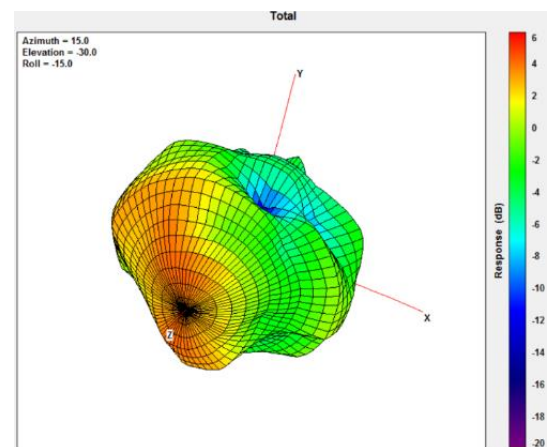 Total
Azimuth = 15.0
Elevation = -30.0
Roll = -15.0
Y
X
Z
6
4
2
0
-2
-4
-6
-8
-10
-12
-14
-16
-18
-20
Response (dB)